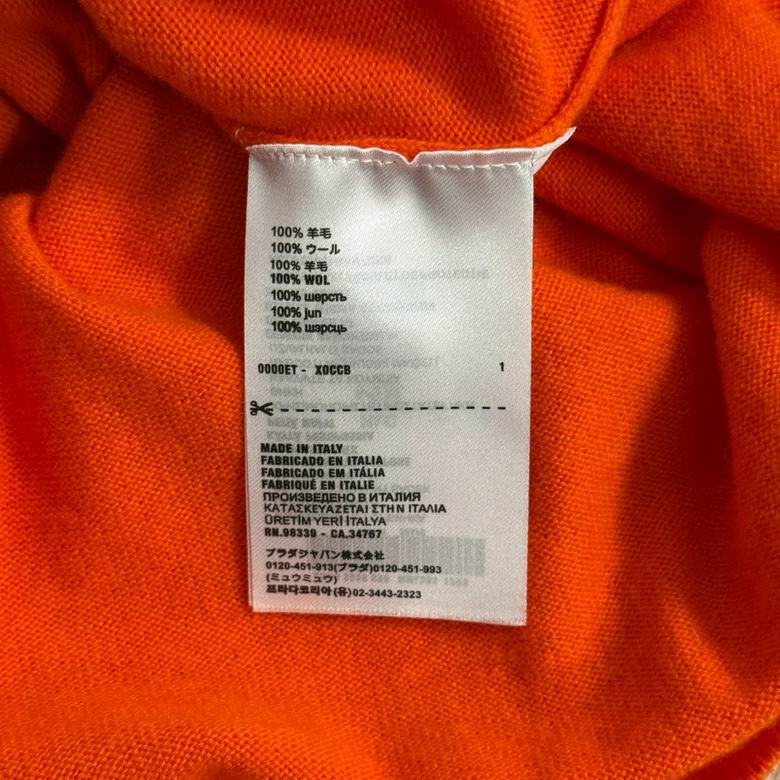 100% 羊毛
100% ウール
100% 羊毛
100% WOL
100% шерсть
100% jun
100% шэрсць
0000ET - X0CCB 1
MADE IN ITALY
FABRICADO EN ITALIA
FABRICADO EM ITÁLIA
FABRIQUÉ EN ITALIE
ПРОИЗВЕДЕНО В ИТАЛИЯ
ΚΑΤΑΣΚΕΥΑΖΕΤΑΙ ΣΤΗΝ ΙΤΑΛΙΑ
ÜRETİM YERİ İTALYA
RN.98339 - CA.34767
プラダジャパン株式会社
0120-451-913(プラダ)0120-451-993
(ミュウミュウ)
프라다코리아(유)02-3443-2323